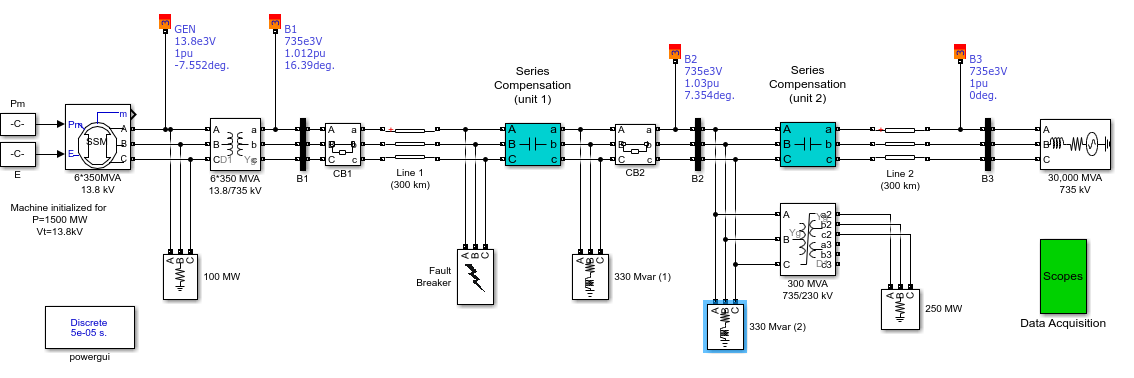 GEN
13.8e3V
1pu
-7.552deg.
B1
735e3V
1.012pu
16.39deg.
B2
735e3V
1.03pu
7.354deg.
B3
735e3V
1pu
0deg.
Series
Compensation
(unit 1)
Series
Compensation
(unit 2)
Pm
-C-
-C-
E
Pm
E
m
A
B
C
SSM
6*350MVA
13.8 kV
A
B
C
D1
Yg
a
b
c
6*350 MVA
13.8/735 kV
B1
A
B
C
a
b
c
CB1
Line 1
(300 km)
A
B
C
a
b
c
A
B
C
a
b
c
CB2
B2
A
B
C
a
b
c
Line 2
(300 km)
B3
A
B
C
30,000 MVA
735 kV
Machine initialized for
P=1500 MW
Vt=13.8kV
A
B
C
100 MW
A
B
C
Fault
Breaker
A
B
C
330 Mvar (1)
A
B
C
330 Mvar (2)
A
B
C
Yg
a2
b2
c2
a3
b3
c3
300 MVA
735/230 kV
A
B
C
250 MW
Scopes
Data Acquisition
Discrete
5e-05 s.
powergui